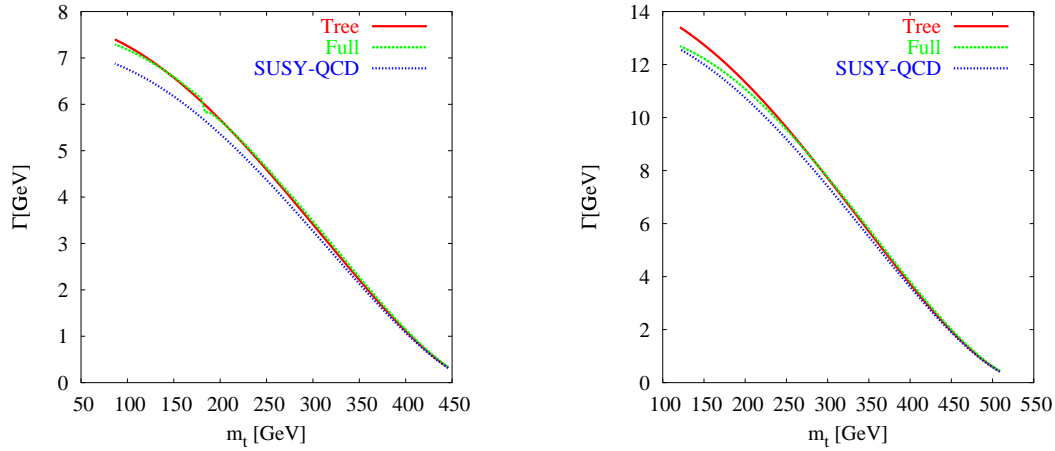 Tree
Full
SUSY-QCD
8
7
6
5
4
3
2
1
0
Γ[GeV]
50 100 150 200 250 300 350 400 450
m_t [GeV]
Tree
Full
SUSY-QCD
14
12
10
8
6
4
2
0
Γ[GeV]
100 150 200 250 300 350 400 450 500 550
m_t [GeV]